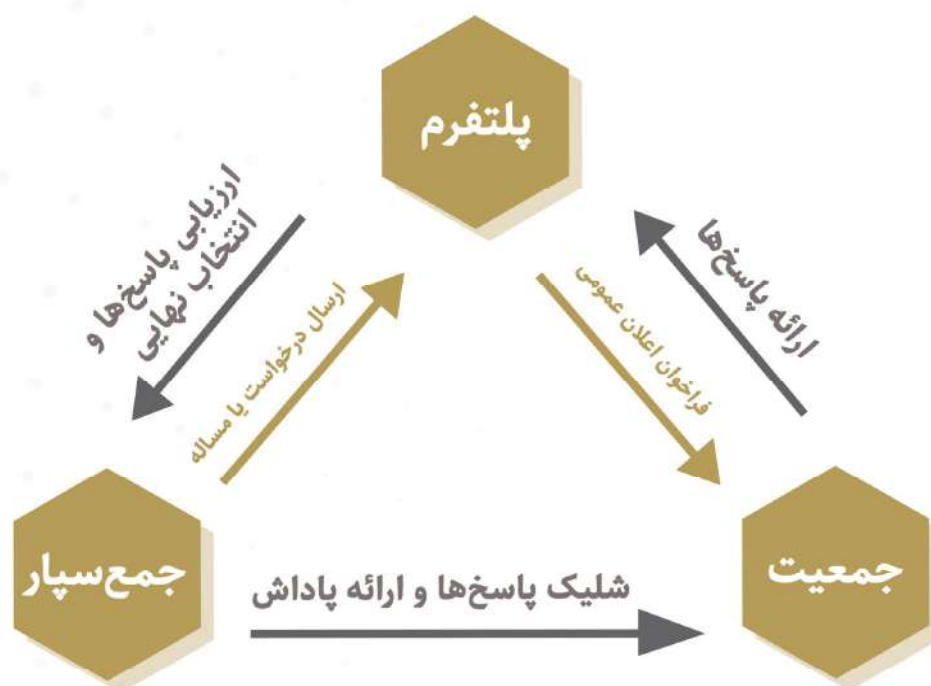 پلتفرم
ارزیابی پاسخ‌ها و
انتخاب نهایی
ارسال درخواست یا مساله
فراخوان اعلان عمومی
ارائه پاسخ‌ها
جمع‌سپار
شلیک پاسخ‌ها و ارائه پاداش
جمعیت